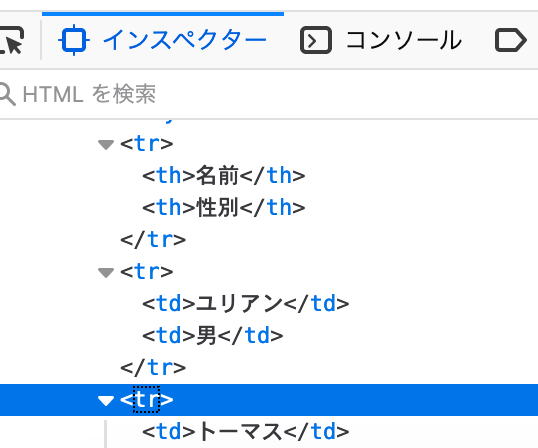 インスペクター コンソール
HTML を検索
<tr>
<th>名前</th>
<th>性別</th>
</tr>
<tr>
<td>ユリアン</td>
<td>男</td>
</tr>
<tr>
<td>トーマス</td>